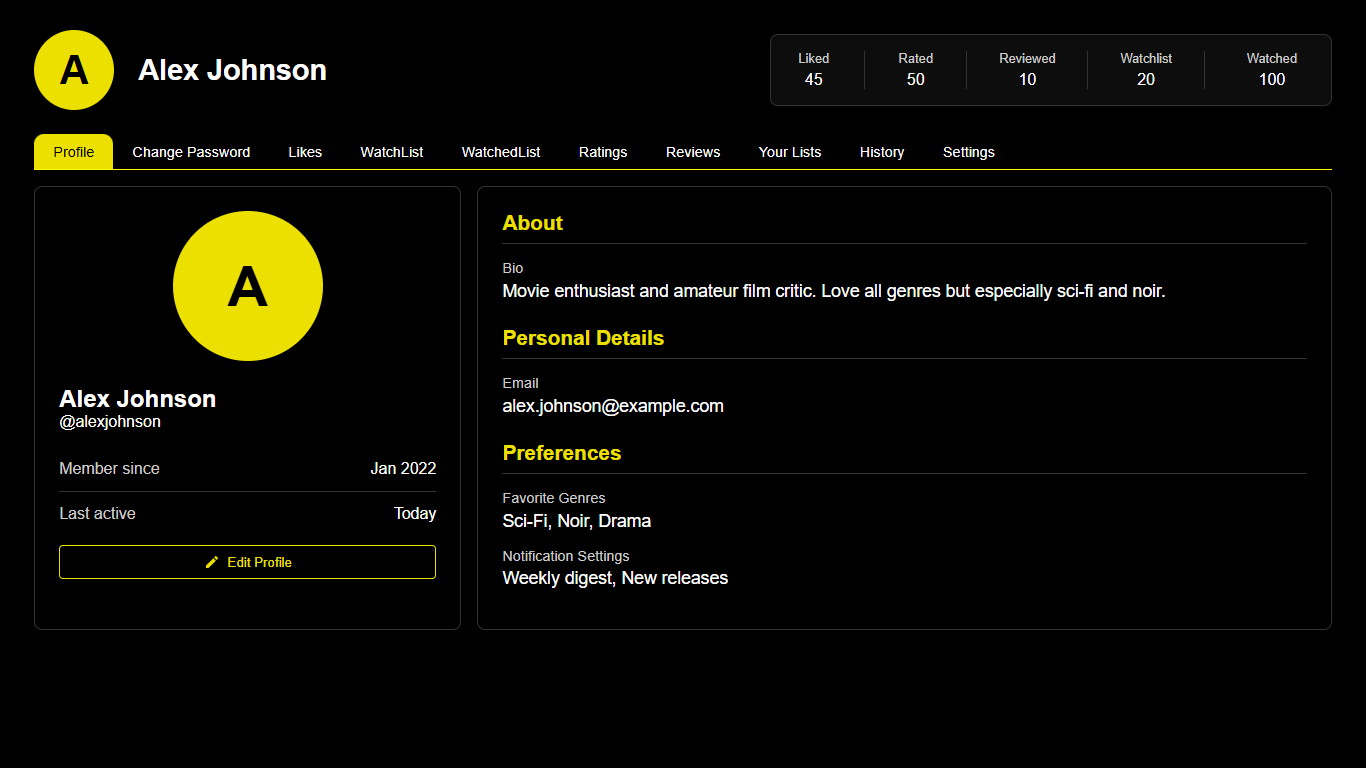 A
Alex Johnson
Liked Rated Reviewed Watchlist Watched
45 50 10 20 100
Profile Change Password Likes WatchList WatchedList Ratings Reviews Your Lists History Settings
A
Alex Johnson
@alexjohnson
Member since Jan 2022
Last active Today
Edit Profile
About
Bio
Movie enthusiast and amateur film critic. Love all genres but especially sci-fi and noir.
Personal Details
Email
alex.johnson@example.com
Preferences
Favorite Genres
Sci-Fi, Noir, Drama
Notification Settings
Weekly digest, New releases